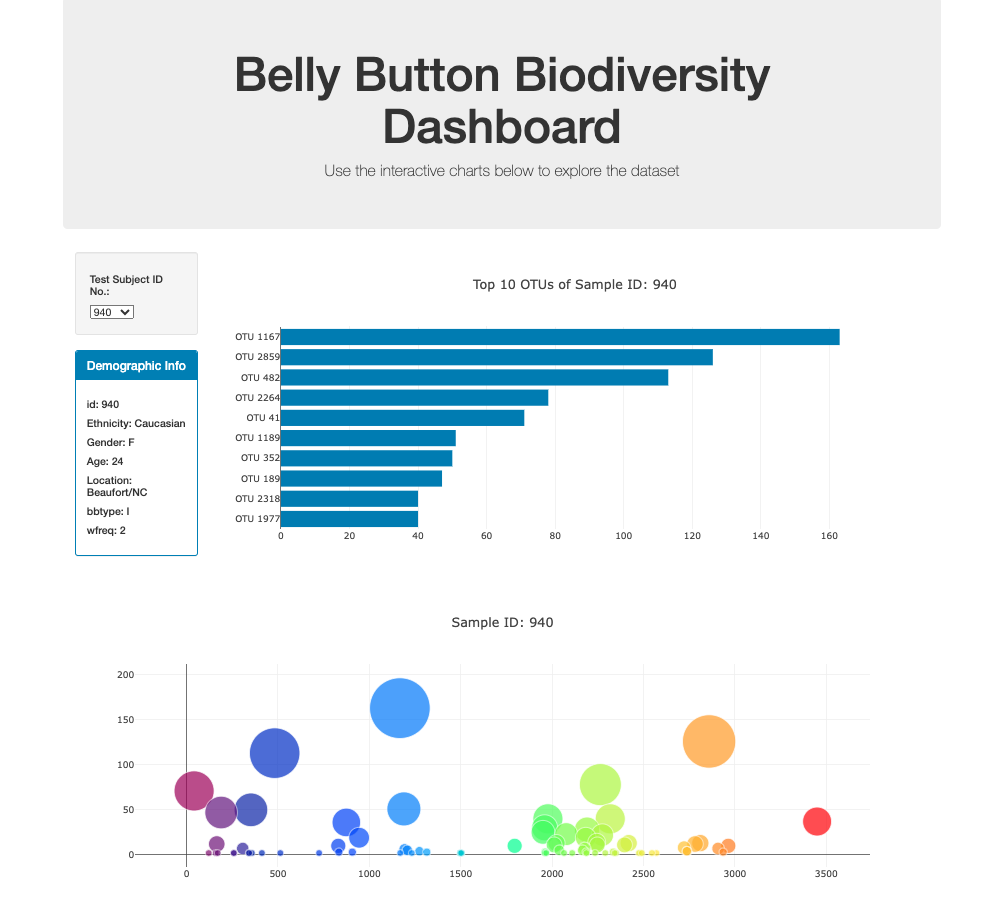 Belly Button Biodiversity
Dashboard
Use the interactive charts below to explore the dataset
Test Subject ID
No.:
940
Demographic Info
id: 940
Ethnicity: Caucasian
Gender: F
Age: 24
Location:
Beaufort/NC
bbtype: I
wfreq: 2
Top 10 OTUs of Sample ID: 940
OTU 1167
OTU 2859
OTU 482
OTU 2264
OTU 41
OTU 1189
OTU 352
OTU 189
OTU 2318
OTU 1977
0 20 40 60 80 100 120 140 160
Sample ID: 940
200
150
100
50
0
0 500 1000 1500 2000 2500 3000 3500